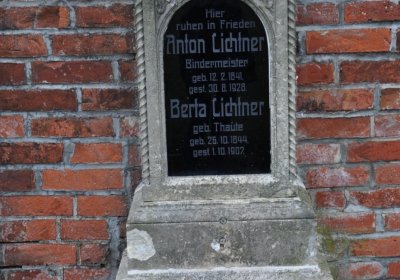 Hier
ruhen in Frieden
Anton Lichtner
Bindermeister
geb. 12. 2. 1841.
gest. 30. 8. 1928.
Berta Lichtner
geb. Thaute
geb. 26. 10. 1844.
gest. 1. 10. 1907.